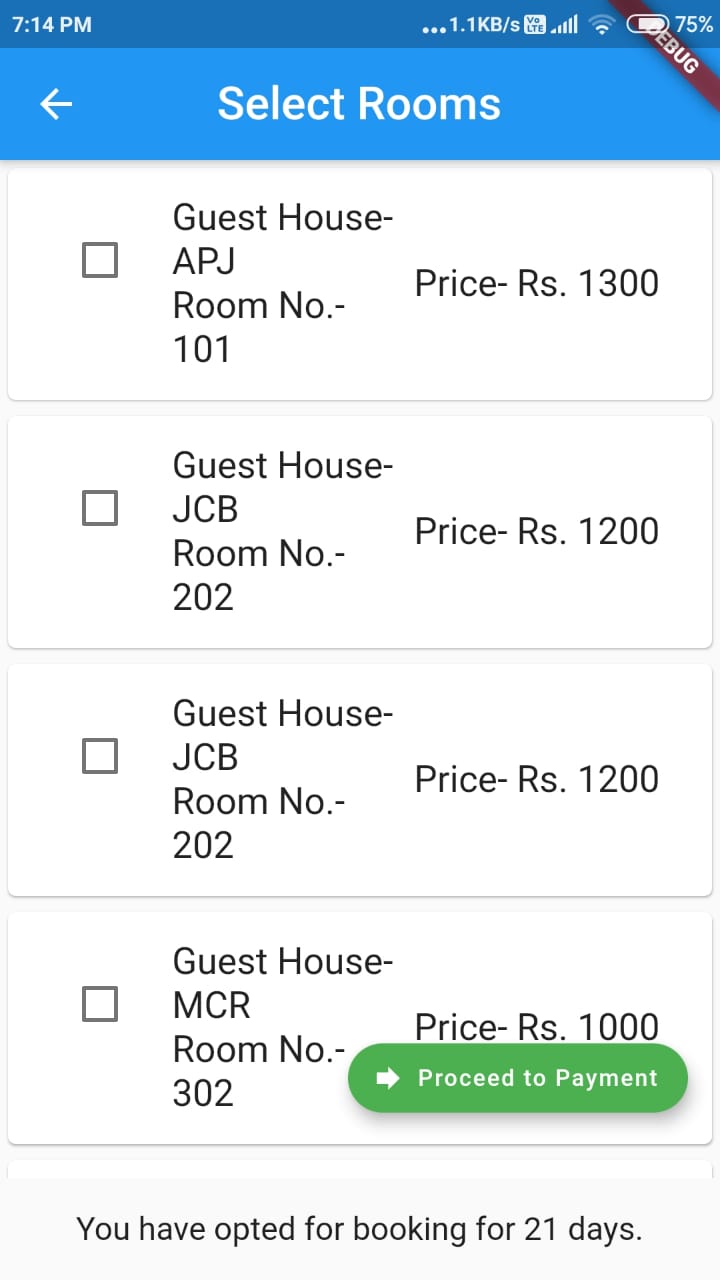 7:14 PM ...1.1KB/s Vo LTE 75%
DEBUG
Select Rooms
Guest House-
APJ
Room No.-
101
Price- Rs. 1300
Guest House-
JCB
Room No.-
202
Price- Rs. 1200
Guest House-
JCB
Room No.-
202
Price- Rs. 1200
Guest House-
MCR
Room No.-
302
Price- Rs. 1000
Proceed to Payment
You have opted for booking for 21 days.